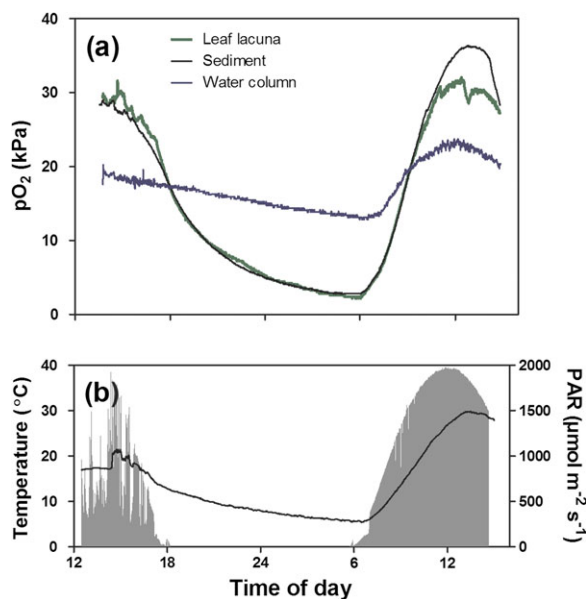 40
(a)
Leaf lacuna
Sediment
Water column
30
pO₂ (kPa)
20
10
0
40
(b)
2000
30
1500
Temperature (°C)
20
1000
PAR (µmol m⁻² s⁻¹)
10
500
0
0
12 18 24 6 12
Time of day